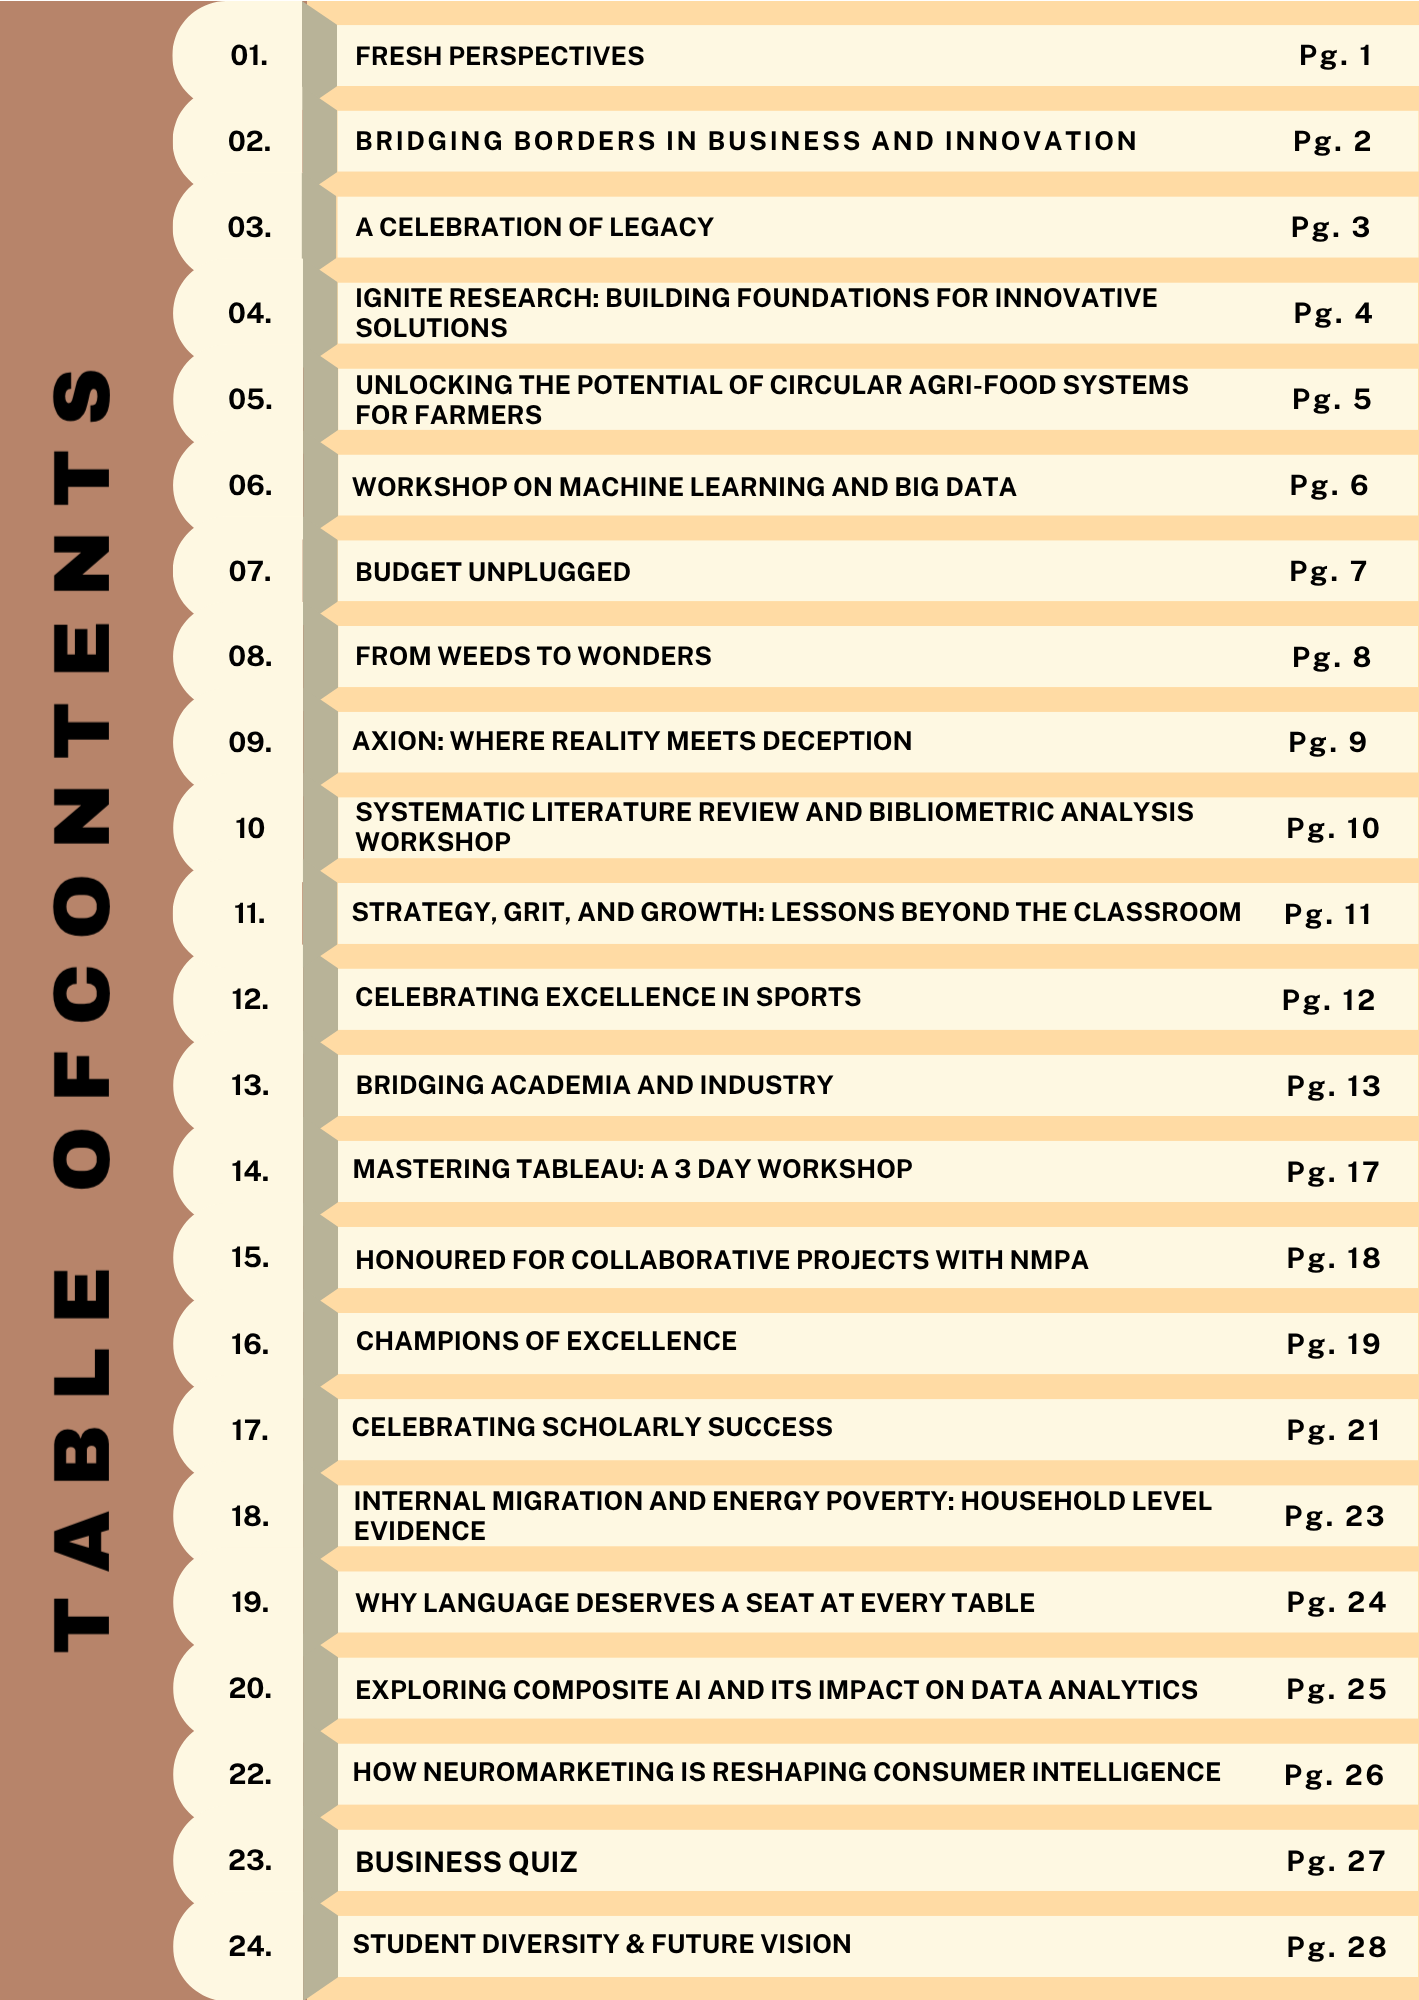 TABLE OF CONTENTS
01. FRESH PERSPECTIVES Pg. 1
02. BRIDGING BORDERS IN BUSINESS AND INNOVATION Pg. 2
03. A CELEBRATION OF LEGACY Pg. 3
04. IGNITE RESEARCH: BUILDING FOUNDATIONS FOR INNOVATIVE
SOLUTIONS Pg. 4
05. UNLOCKING THE POTENTIAL OF CIRCULAR AGRI-FOOD SYSTEMS
FOR FARMERS Pg. 5
06. WORKSHOP ON MACHINE LEARNING AND BIG DATA Pg. 6
07. BUDGET UNPLUGGED Pg. 7
08. FROM WEEDS TO WONDERS Pg. 8
09. AXION: WHERE REALITY MEETS DECEPTION Pg. 9
10 SYSTEMATIC LITERATURE REVIEW AND BIBLIOMETRIC ANALYSIS
WORKSHOP Pg. 10
11. STRATEGY, GRIT, AND GROWTH: LESSONS BEYOND THE CLASSROOM Pg. 11
12. CELEBRATING EXCELLENCE IN SPORTS Pg. 12
13. BRIDGING ACADEMIA AND INDUSTRY Pg. 13
14. MASTERING TABLEAU: A 3 DAY WORKSHOP Pg. 17
15. HONOURED FOR COLLABORATIVE PROJECTS WITH NMPA Pg. 18
16. CHAMPIONS OF EXCELLENCE Pg. 19
17. CELEBRATING SCHOLARLY SUCCESS Pg. 21
18. INTERNAL MIGRATION AND ENERGY POVERTY: HOUSEHOLD LEVEL
EVIDENCE Pg. 23
19. WHY LANGUAGE DESERVES A SEAT AT EVERY TABLE Pg. 24
20. EXPLORING COMPOSITE AI AND ITS IMPACT ON DATA ANALYTICS Pg. 25
22. HOW NEUROMARKETING IS RESHAPING CONSUMER INTELLIGENCE Pg. 26
23. BUSINESS QUIZ Pg. 27
24. STUDENT DIVERSITY & FUTURE VISION Pg. 28